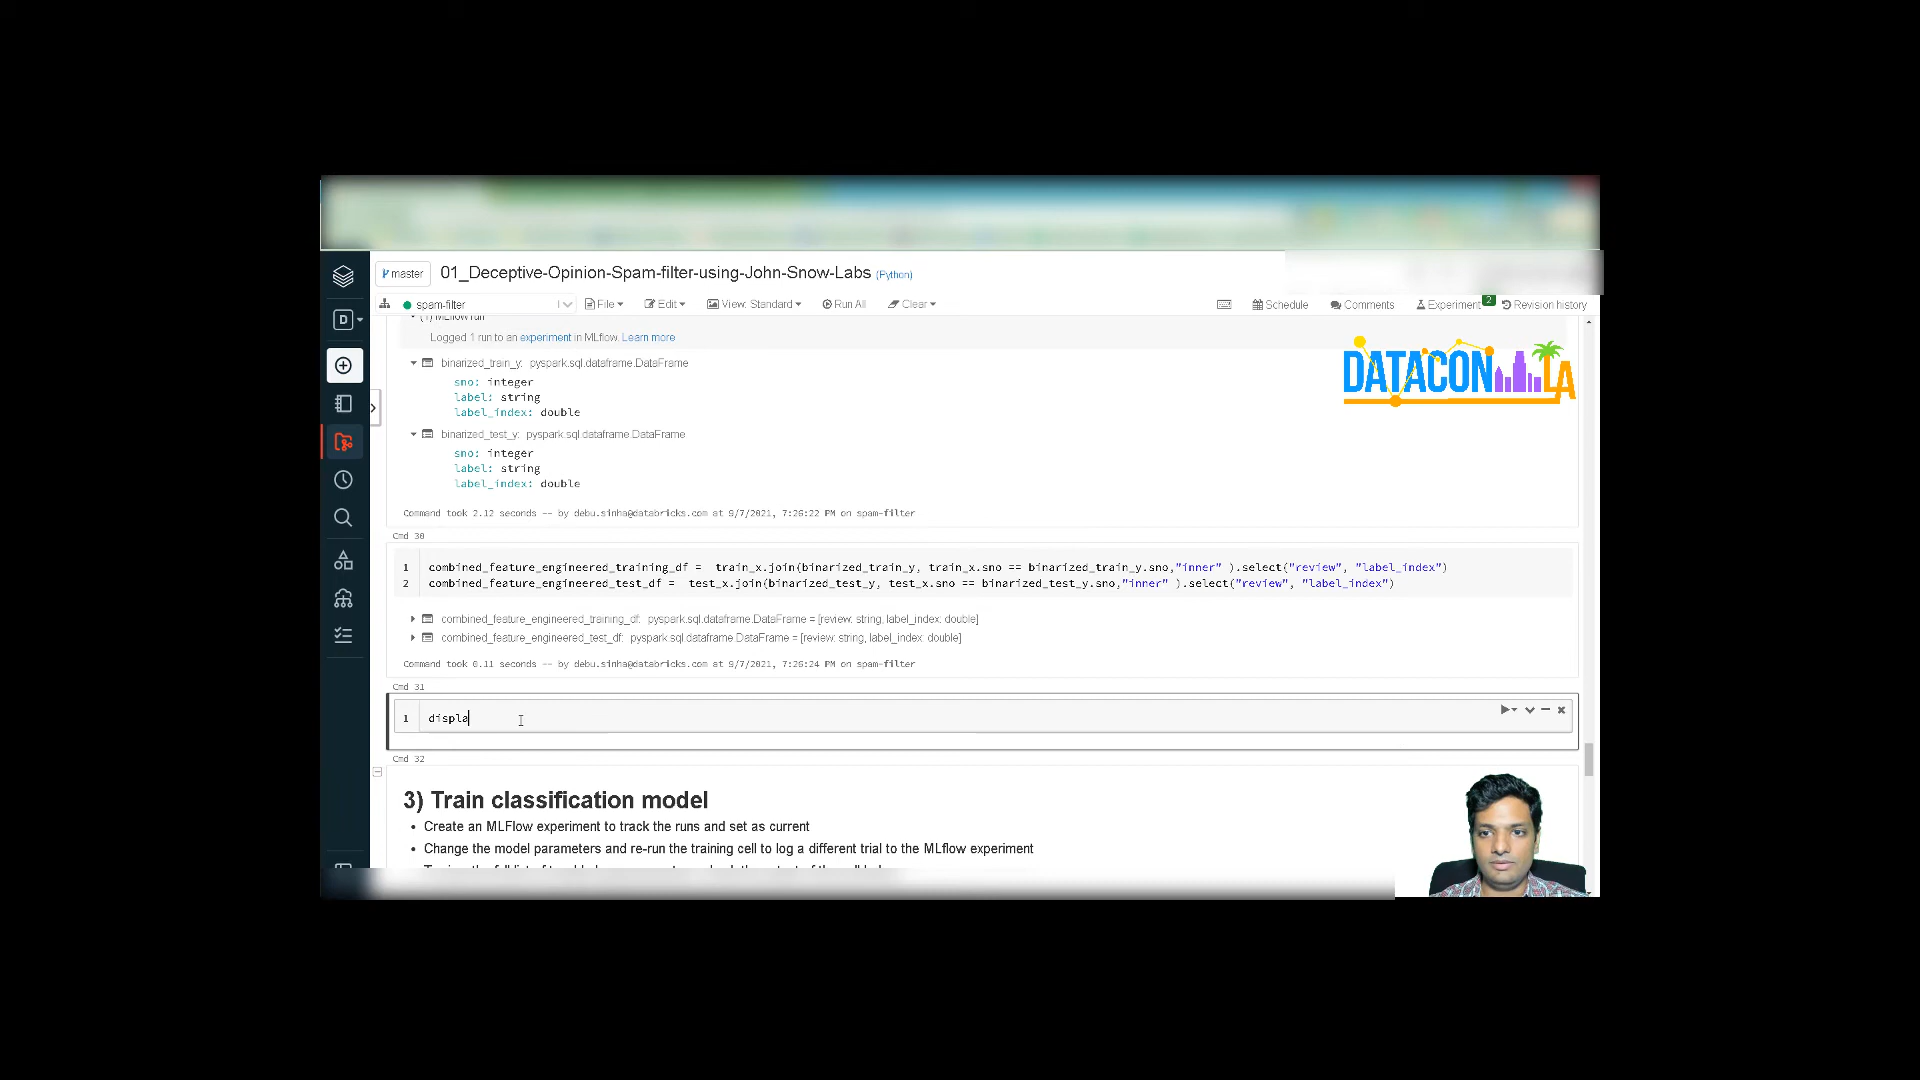 master
01_Deceptive-Opinion-Spam-filter-using-John-Snow-Labs (Python)
D
spam-filter
File
Edit
View: Standard
Run All
Clear
Schedule
Comments
Experiment
2
Revision history
(1) MLflow run
Logged 1 run to an experiment in MLflow. Learn more
binarized_train_y: pyspark.sql.dataframe.DataFrame
sno: integer
label: string
label_index: double
binarized_test_y: pyspark.sql.dataframe.DataFrame
sno: integer
label: string
label_index: double
DATACON LA
Command took 2.12 seconds -- by debu.sinha@databricks.com at 9/7/2021, 7:26:22 PM on spam-filter
Cmd 30
1 combined_feature_engineered_training_df =  train_x.join(binarized_train_y, train_x.sno == binarized_train_y.sno,"inner" ).select("review", "label_index")
2 combined_feature_engineered_test_df =  test_x.join(binarized_test_y, test_x.sno == binarized_test_y.sno,"inner" ).select("review", "label_index")
combined_feature_engineered_training_df: pyspark.sql.dataframe.DataFrame = [review: string, label_index: double]
combined_feature_engineered_test_df: pyspark.sql.dataframe.DataFrame = [review: string, label_index: double]
Command took 0.11 seconds -- by debu.sinha@databricks.com at 9/7/2021, 7:26:24 PM on spam-filter
Cmd 31
1 displa
Cmd 32
3) Train classification model
• Create an MLFlow experiment to track the runs and set as current
• Change the model parameters and re-run the training cell to log a different trial to the MLflow experiment